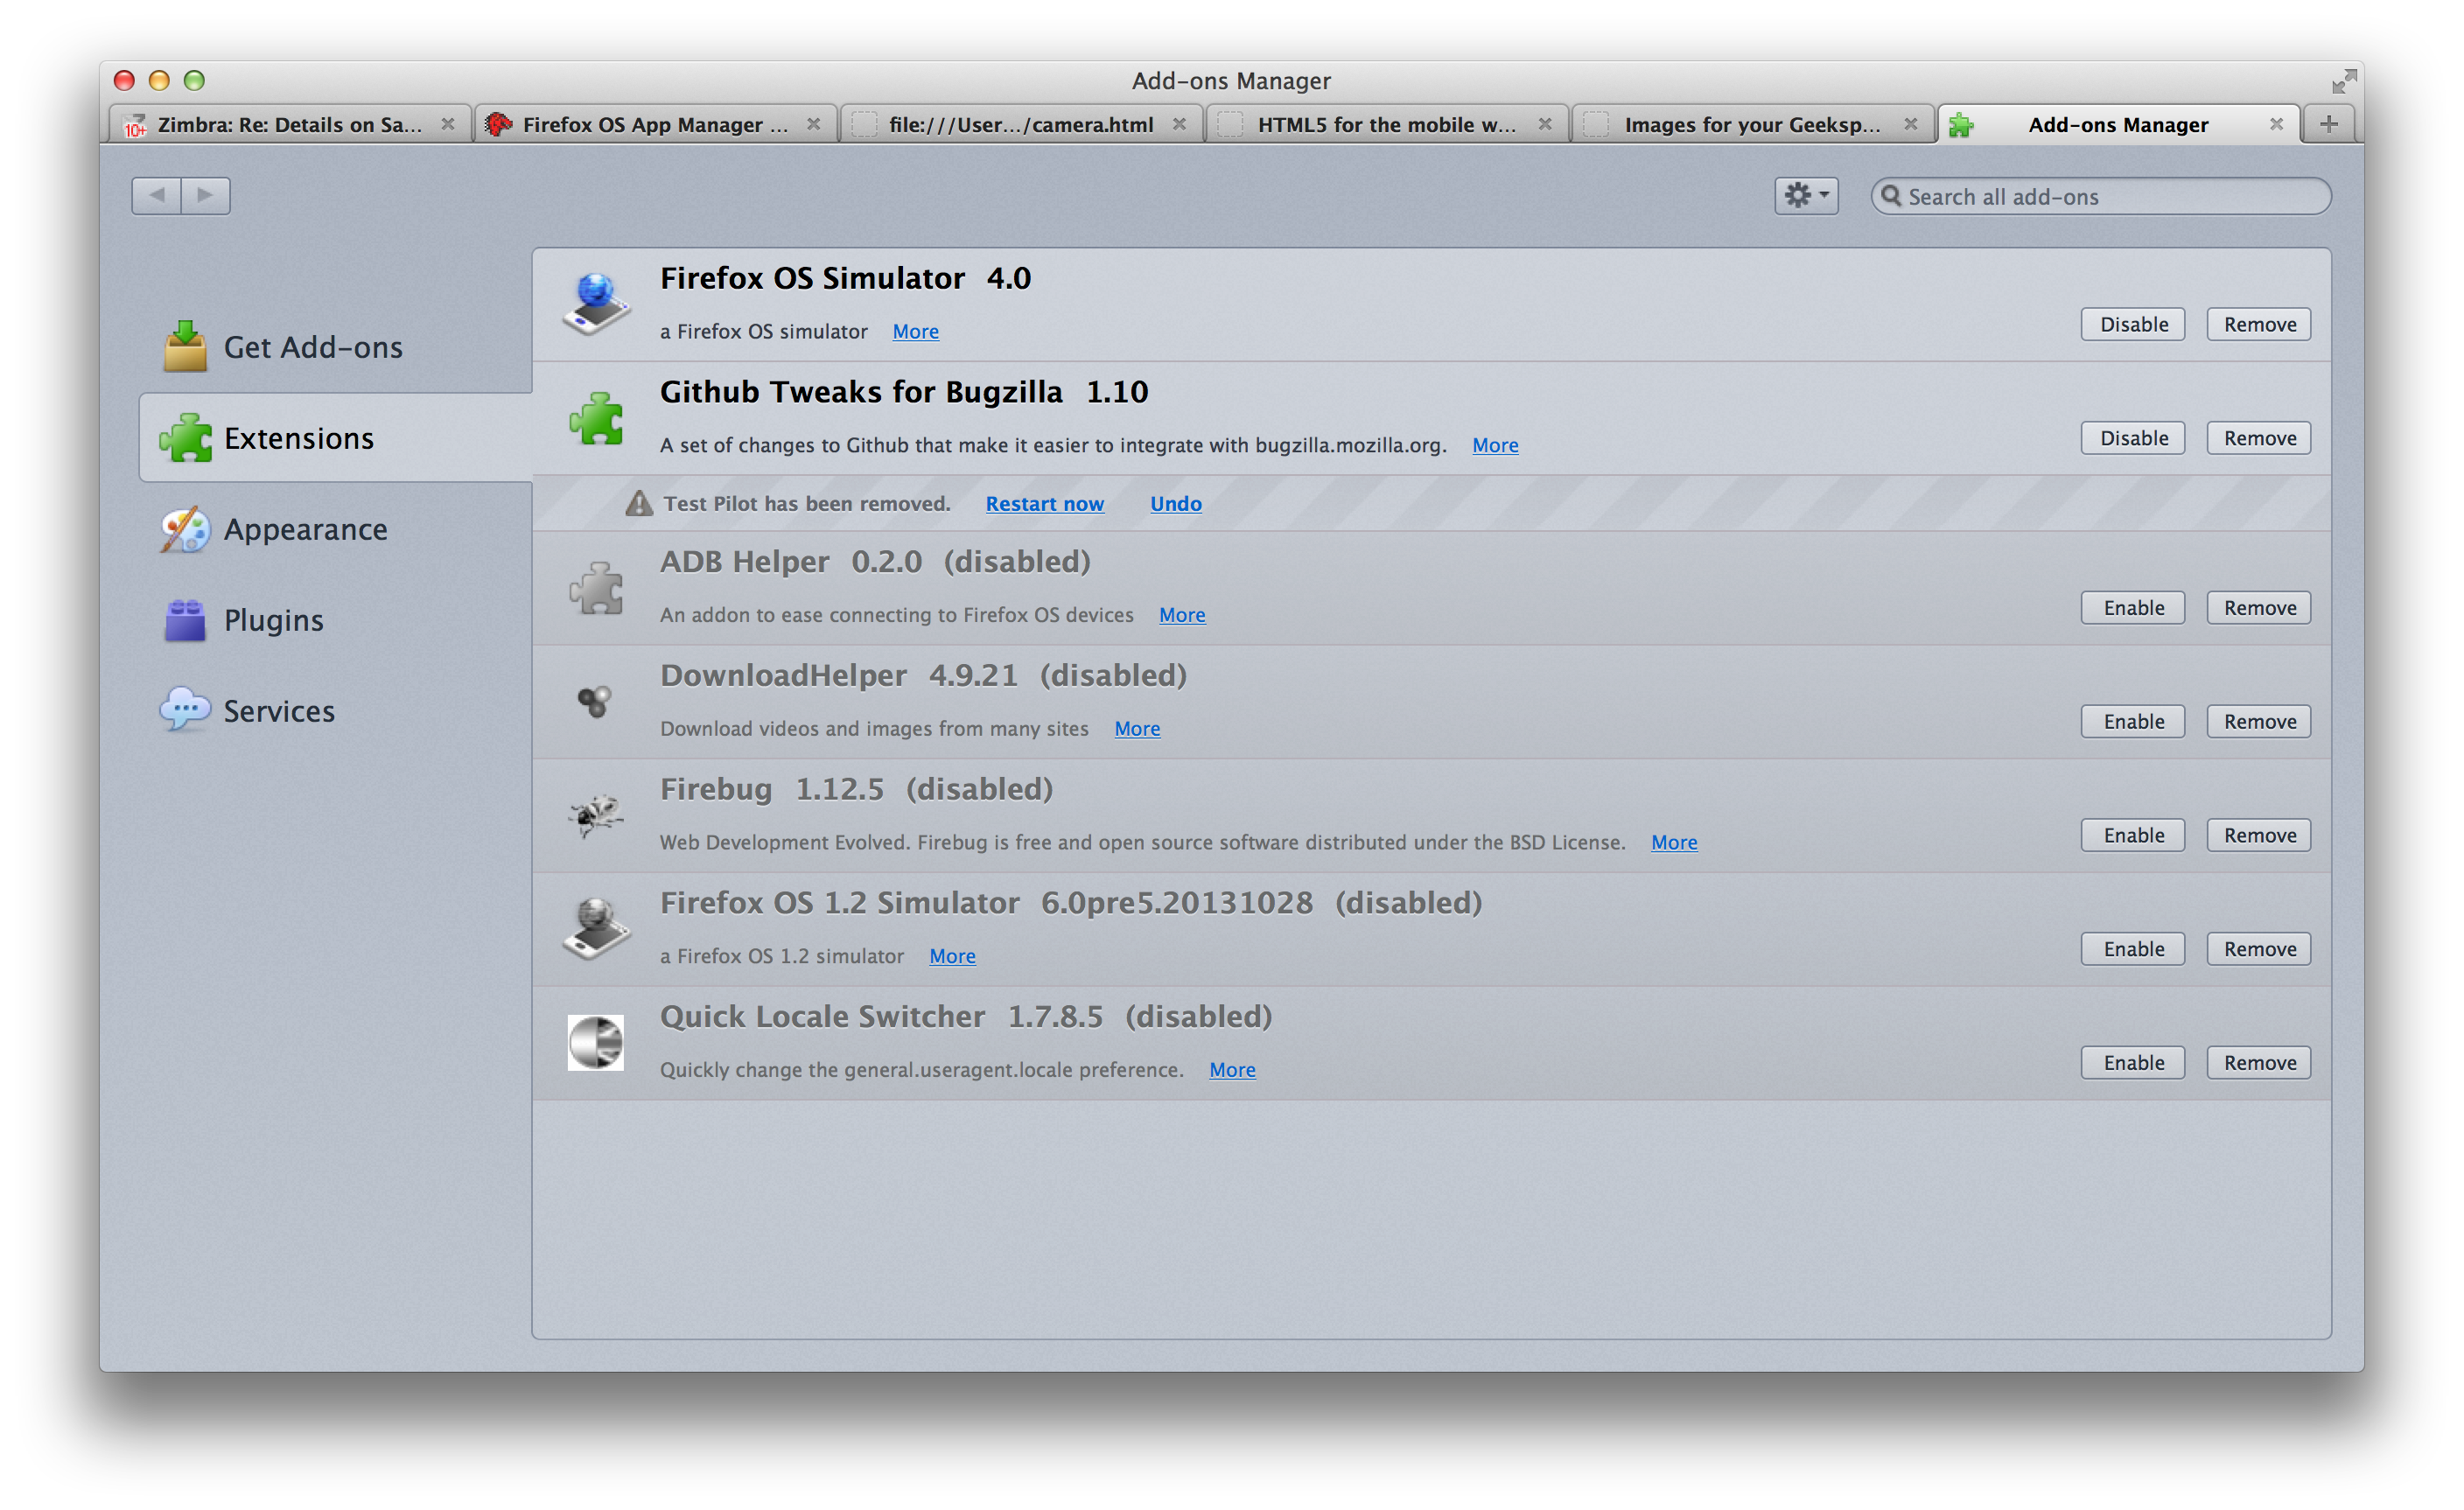 Add-ons Manager
10+ Zimbra: Re: Details on Sa...
Firefox OS App Manager ...
file:///User.../camera.html
HTML5 for the mobile w...
Images for your Geeksp...
Add-ons Manager
Search all add-ons
Get Add-ons
Extensions
Appearance
Plugins
Services
Firefox OS Simulator 4.0
a Firefox OS simulator More
Disable Remove
Github Tweaks for Bugzilla 1.10
A set of changes to Github that make it easier to integrate with bugzilla.mozilla.org. More
Disable Remove
Test Pilot has been removed. Restart now Undo
ADB Helper 0.2.0 (disabled)
An addon to ease connecting to Firefox OS devices More
Enable Remove
DownloadHelper 4.9.21 (disabled)
Download videos and images from many sites More
Enable Remove
Firebug 1.12.5 (disabled)
Web Development Evolved. Firebug is free and open source software distributed under the BSD License. More
Enable Remove
Firefox OS 1.2 Simulator 6.0pre5.20131028 (disabled)
a Firefox OS 1.2 simulator More
Enable Remove
Quick Locale Switcher 1.7.8.5 (disabled)
Quickly change the general.useragent.locale preference. More
Enable Remove